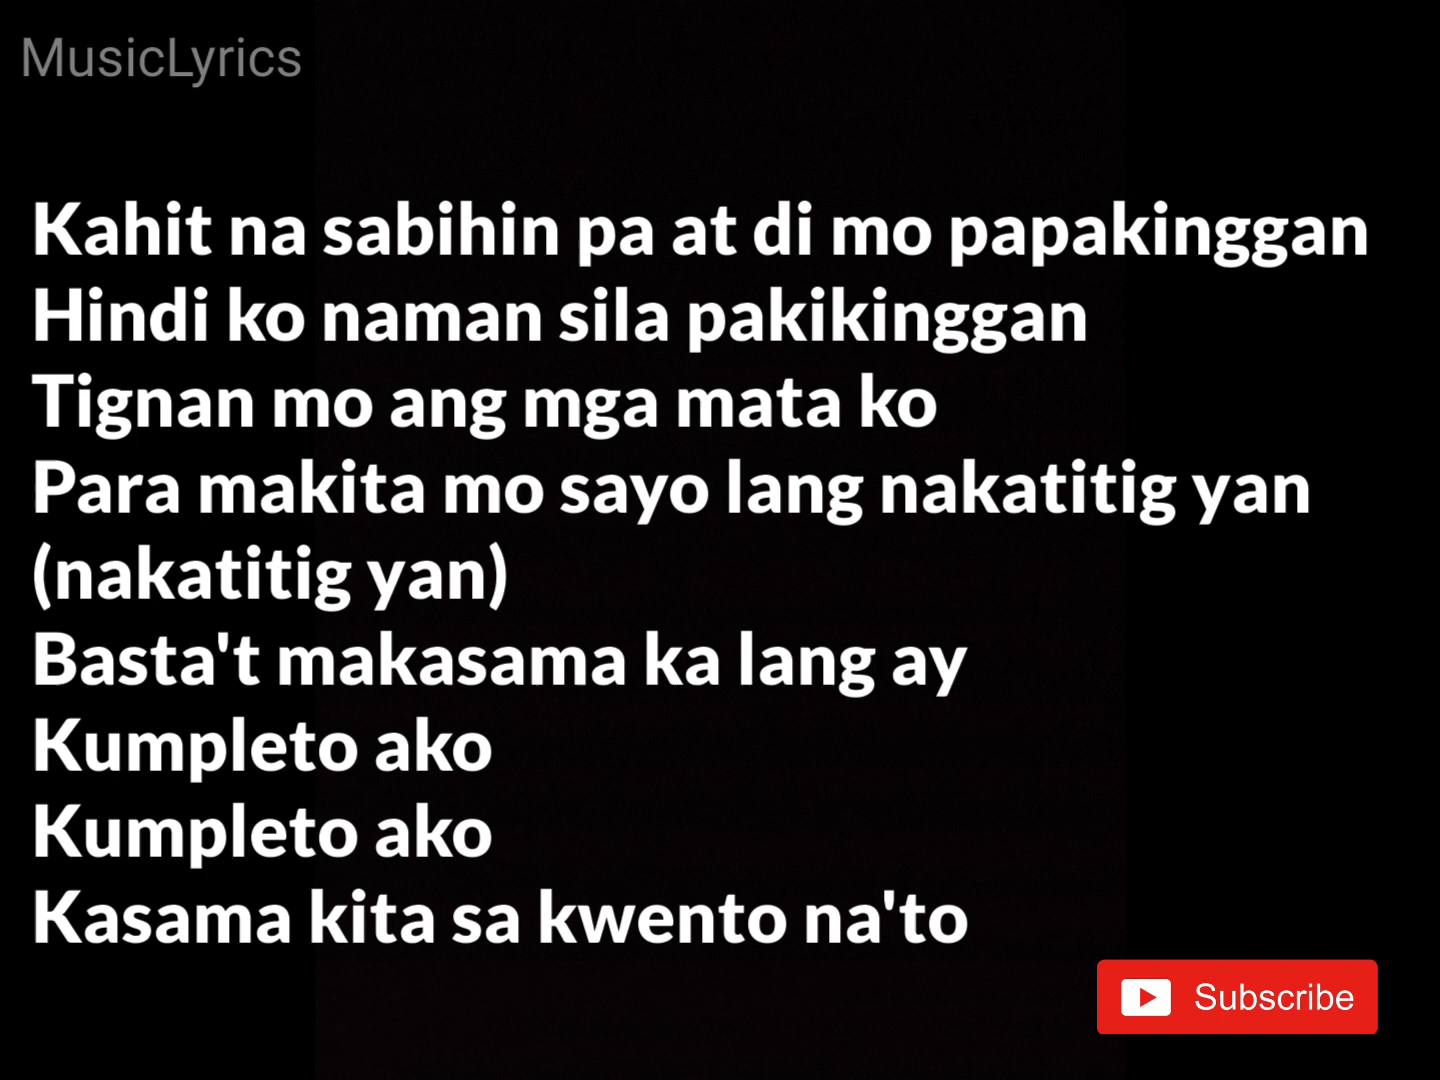 MusicLyrics
Kahit na sabihin pa at di mo papakinggan
Hindi ko naman sila pakikinggan
Tignan mo ang mga mata ko
Para makita mo sayo lang nakatitig yan
(nakatitig yan)
Basta't makasama ka lang ay
Kumpleto ako
Kumpleto ako
Kasama kita sa kwento na'to
Subscribe